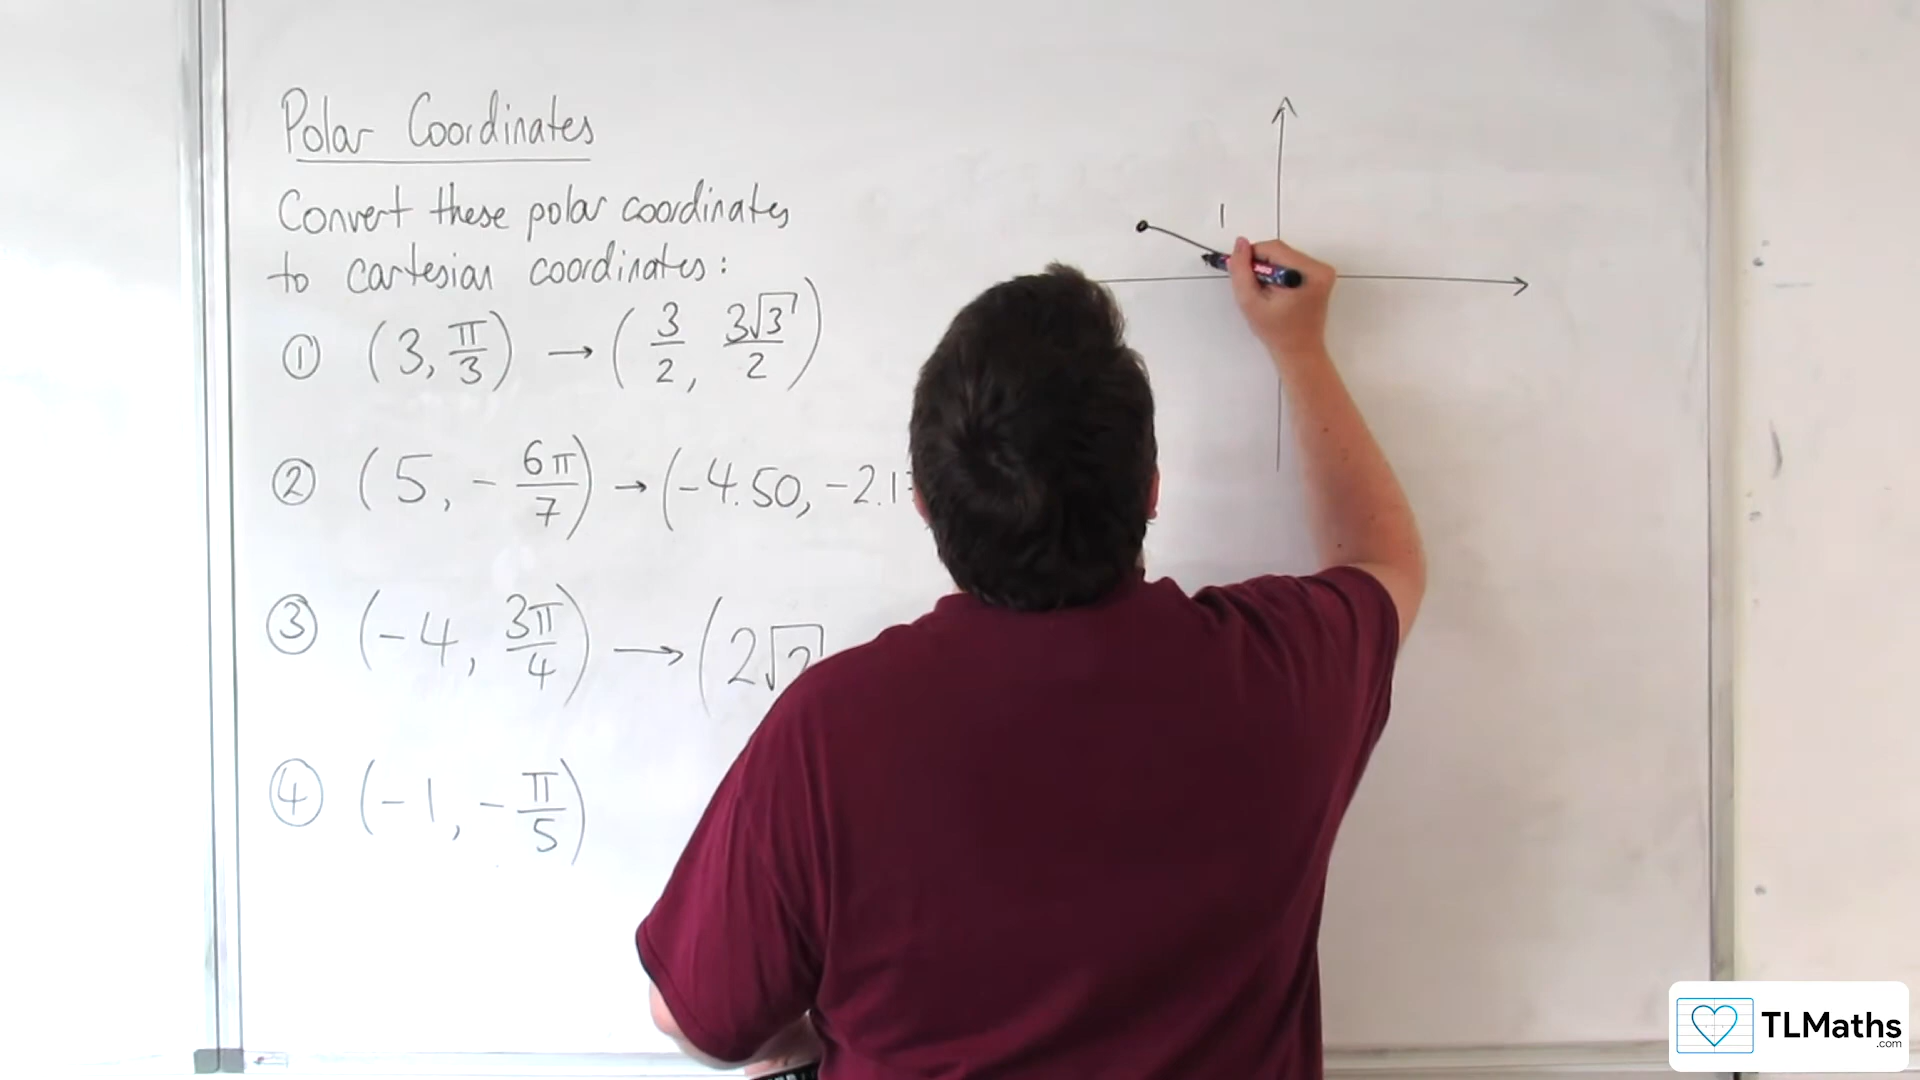 Polar Coordinates
Convert these polar coordinates
to cartesian coordinates:
① (3, π/3) → (3/2, 3√3/2)
② (5, -6π/7) → (-4.50, -2.1
③ (-4, 3π/4) → (2√2
④ (-1, -π/5)
1
TLMaths
.com